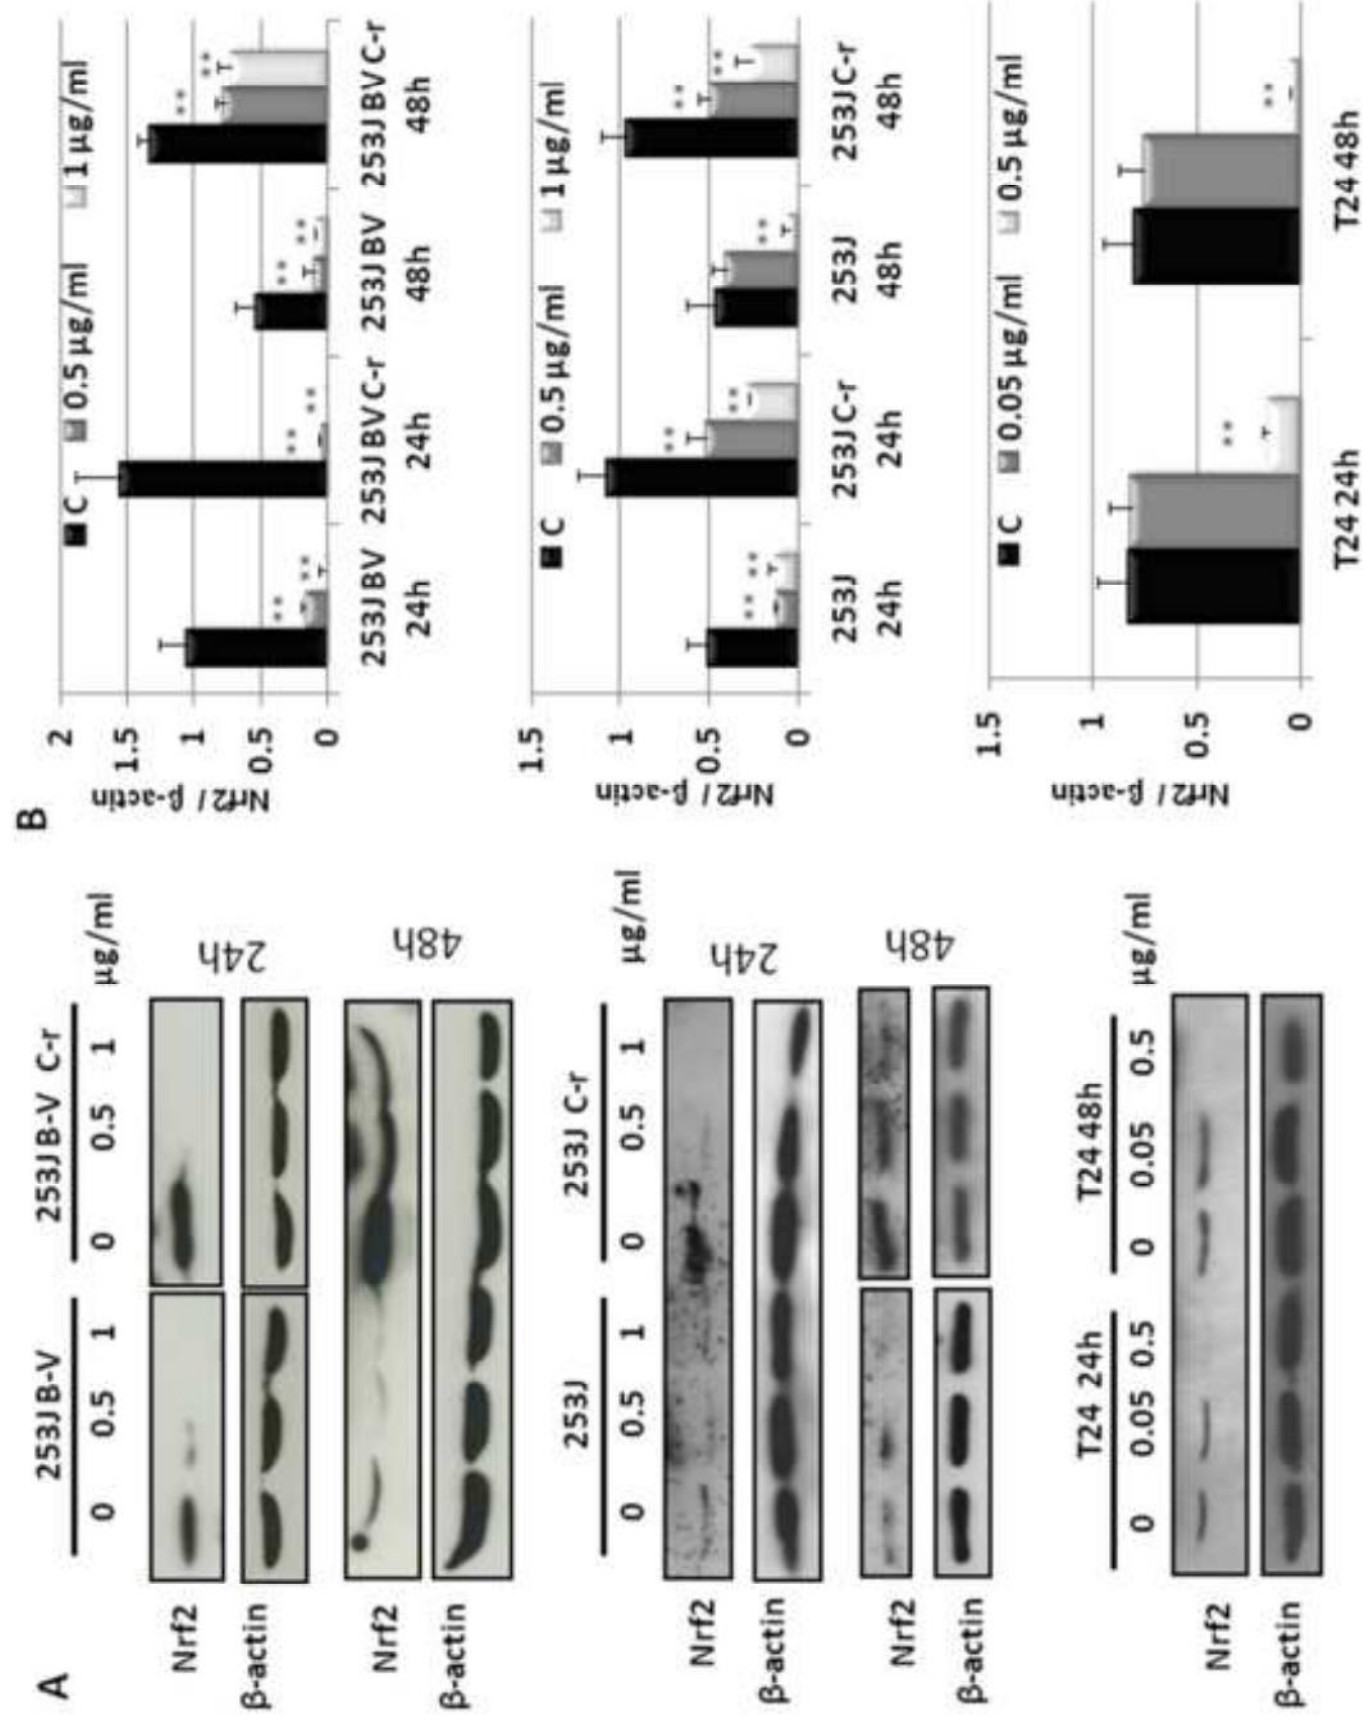 A
253J B-V 253J B-V C-r
0 0.5 1 0 0.5 1 µg/ml
Nrf2
β-actin
24h
Nrf2
β-actin
48h
253J 253J C-r
0 0.5 1 0 0.5 1 µg/ml
Nrf2
β-actin
24h
Nrf2
β-actin
48h
T24 24h T24 48h
0 0.05 0.5 0 0.05 0.5 µg/ml
Nrf2
β-actin
B
C 0.5 µg/ml 1 µg/ml
Nrf2 / β-actin
2
1.5
1
0.5
0
** ** ** ** ** ** ** **
253J BV 253J BV C-r 253J BV 253J BV C-r
24h 24h 48h 48h
C 0.5 µg/ml 1 µg/ml
Nrf2 / β-actin
1.5
1
0.5
0
** ** ** ** ** ** **
253J 253J C-r 253J 253J C-r
24h 24h 48h 48h
C 0.05 µg/ml 0.5 µg/ml
Nrf2 / β-actin
1.5
1
0.5
0
** **
T24 24h T24 48h